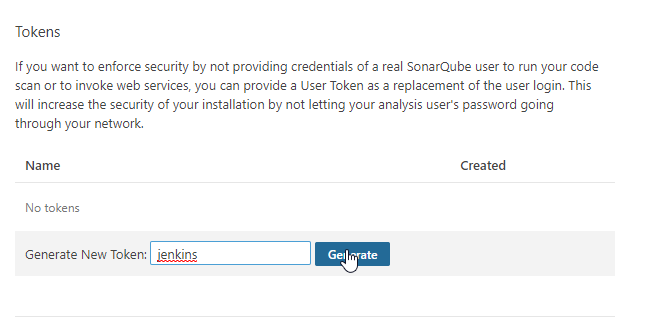 Tokens
If you want to enforce security by not providing credentials of a real SonarQube user to run your code
scan or to invoke web services, you can provide a User Token as a replacement of the user login. This
will increase the security of your installation by not letting your analysis user's password going
through your network.
Name Created
No tokens
Generate New Token: jenkins Generate